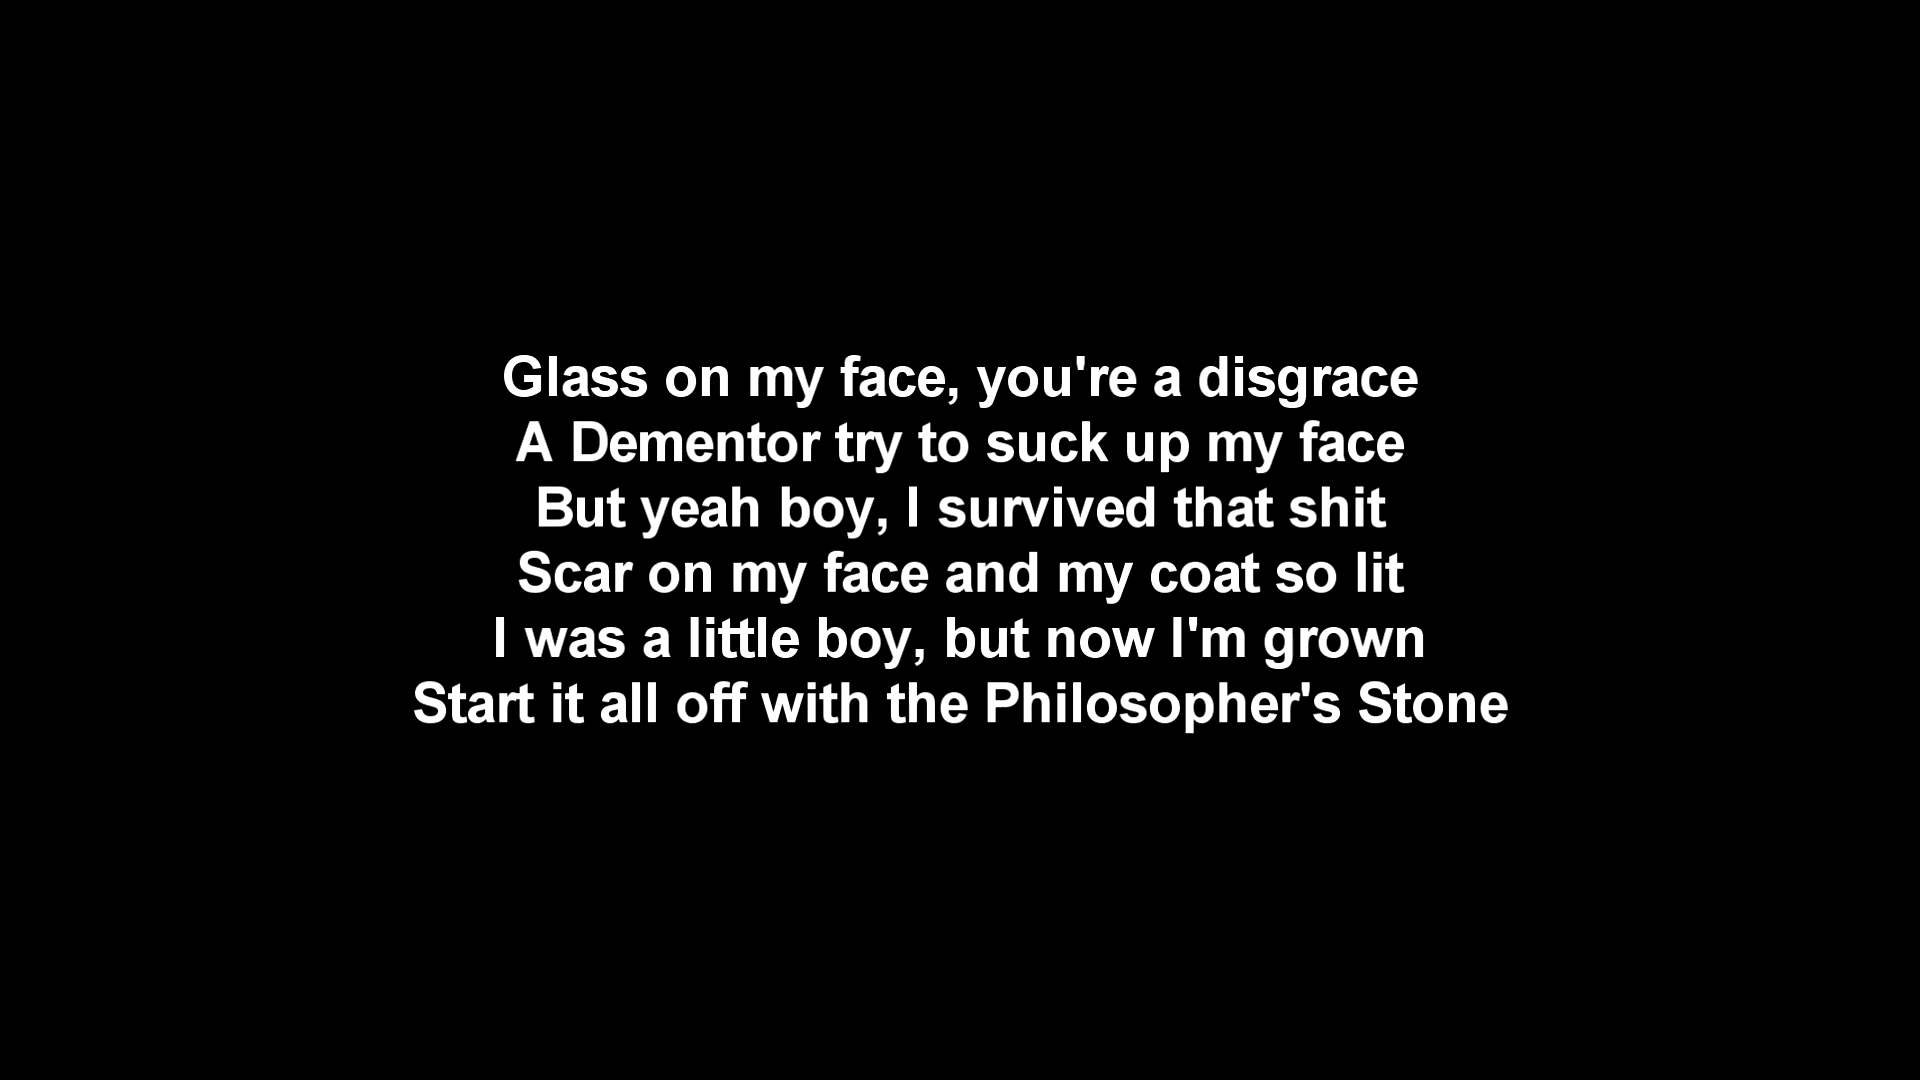 Glass on my face, you're a disgrace
A Dementor try to suck up my face
But yeah boy, I survived that shit
Scar on my face and my coat so lit
I was a little boy, but now I'm grown
Start it all off with the Philosopher's Stone